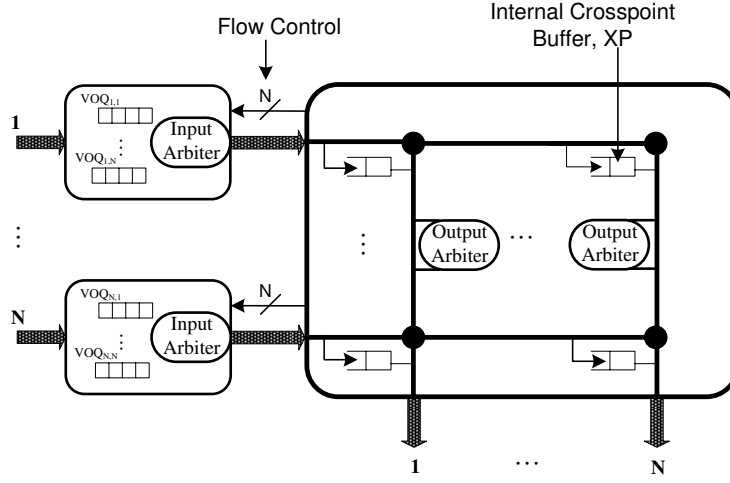 Flow Control
Internal Crosspoint
Buffer, XP
N
VOQ1,1
1
Input
Arbiter
⋮
VOQ1,N
⋮
⋮
Output
Arbiter
...
Output
Arbiter
N
VOQN,1
N
Input
Arbiter
⋮
VOQN,N
1
...
N